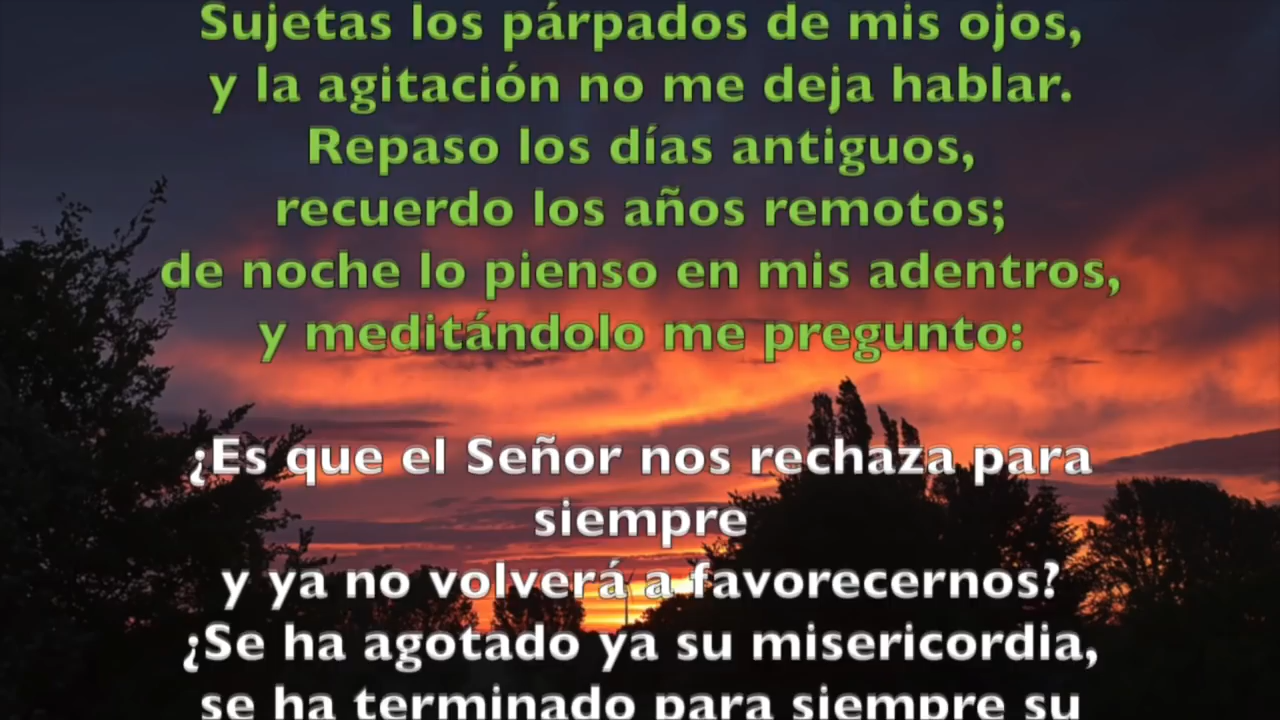 Sujetas los párpados de mis ojos,
y la agitación no me deja hablar.
Repaso los días antiguos,
recuerdo los años remotos;
de noche lo pienso en mis adentros,
y meditándolo me pregunto:
¿Es que el Señor nos rechaza para
siempre
y ya no volverá a favorecernos?
¿Se ha agotado ya su misericordia,
se ha terminado para siempre su